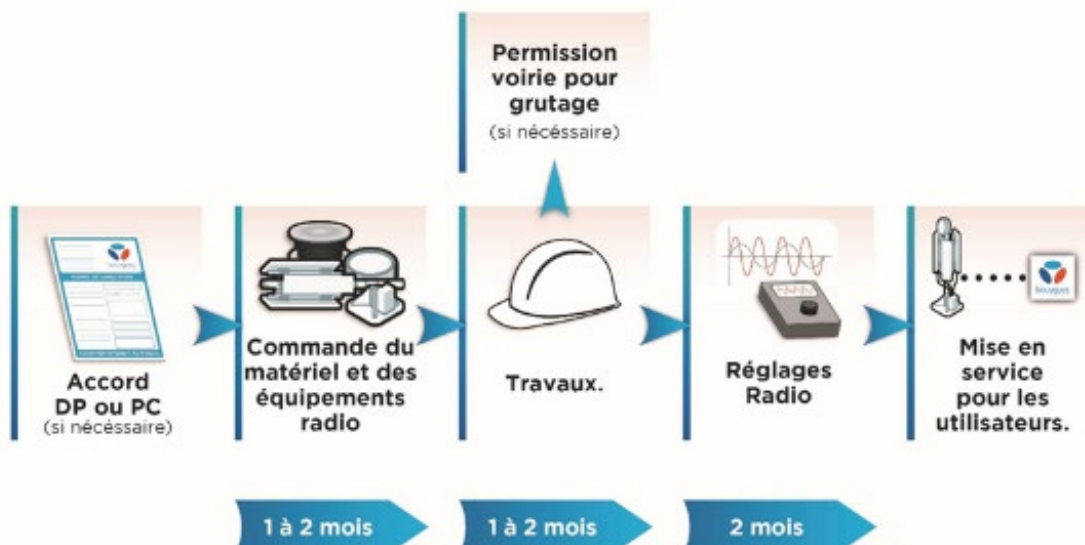 Permission
voirie pour
grutage
(si nécéssaire)
Accord
DP ou PC
(si nécéssaire)
Commande du
matériel et des
équipements
radio
Travaux.
Réglages
Radio
bouygues
Mise en
service
pour les
utilisateurs.
1 à 2 mois
1 à 2 mois
2 mois